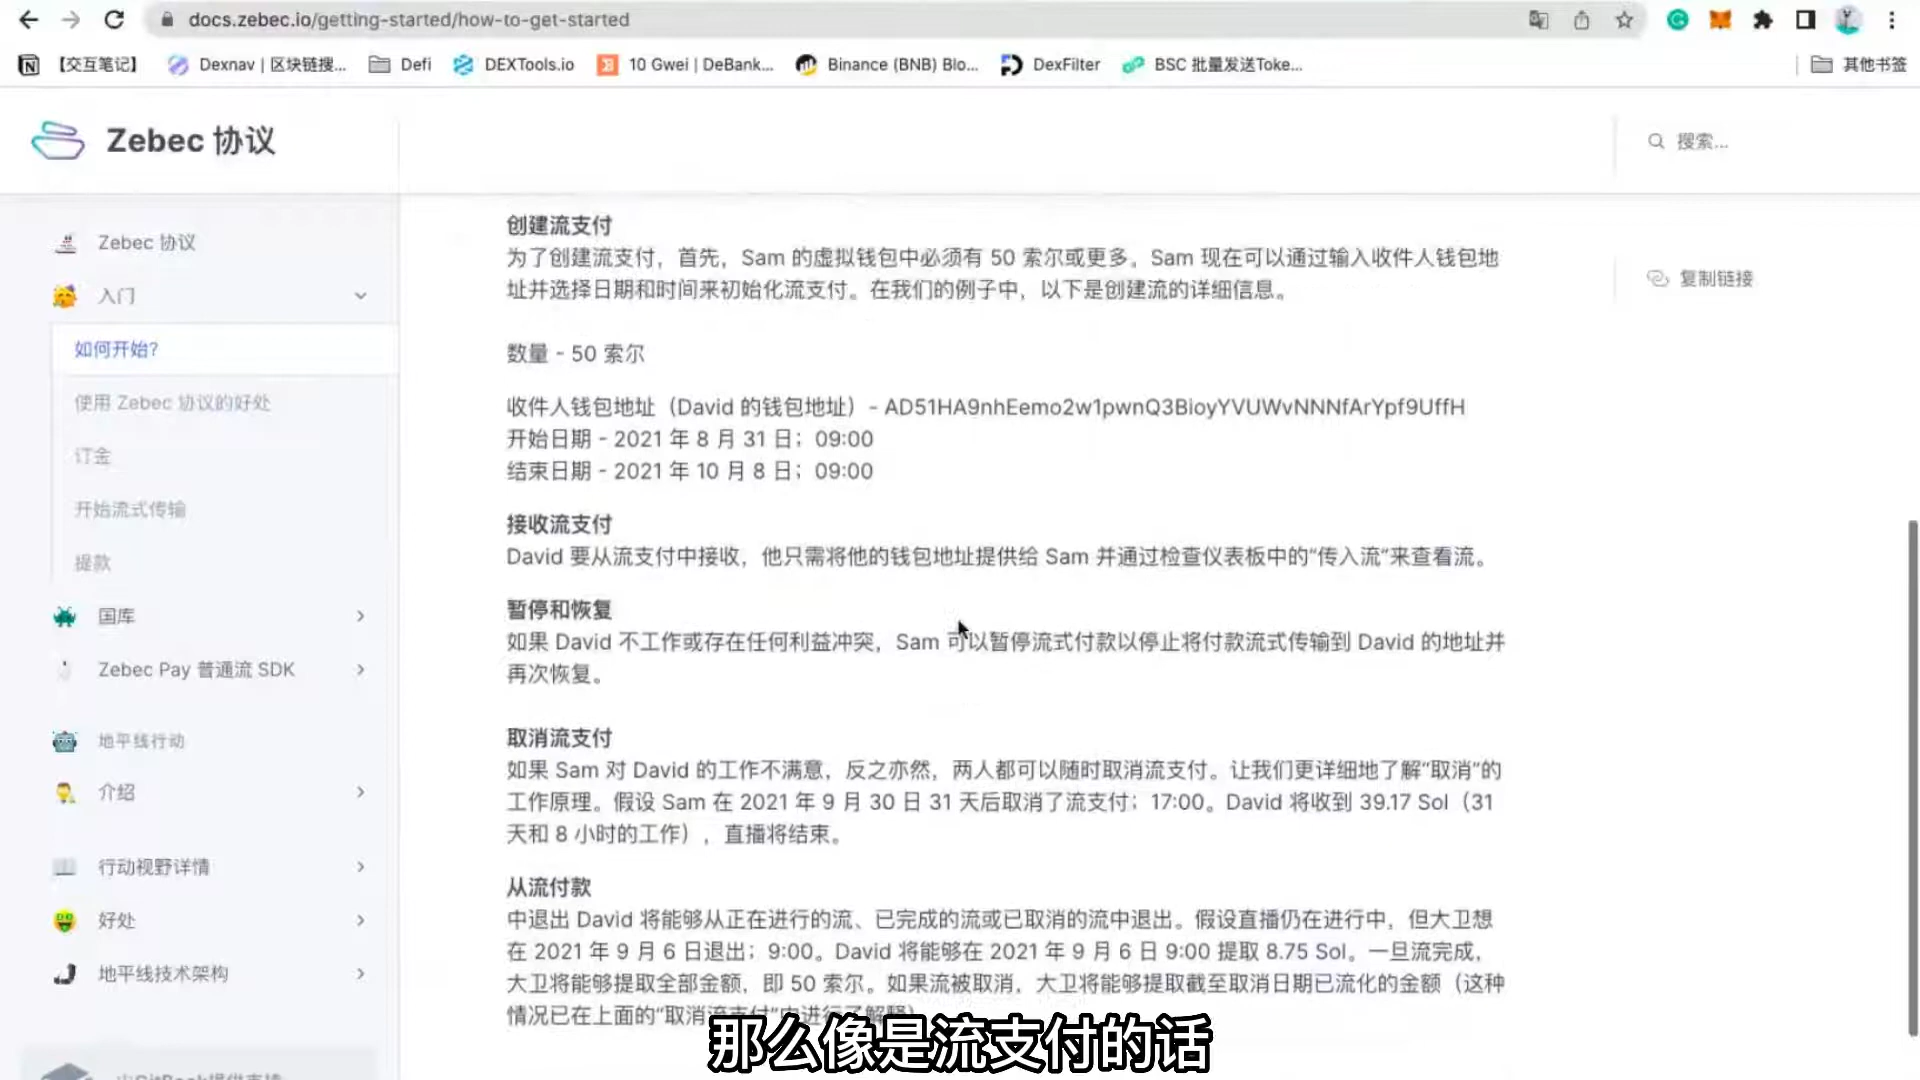 docs.zebec.io/getting-started/how-to-get-started
【交互笔记】
Dexnav | 区块链搜...
Defi
DEXTools.io
10 Gwei | DeBank...
Binance (BNB) Blo...
DexFilter
BSC 批量发送Toke...
其他书签
Zebec 协议
搜索...
Zebec 协议
入门
如何开始?
使用 Zebec 协议的好处
订金
开始流式传输
提款
国库
Zebec Pay 普通流 SDK
地平线行动
介绍
行动视野详情
好处
地平线技术架构
复制链接
创建流支付
为了创建流支付，首先，Sam 的虚拟钱包中必须有 50 索尔或更多。Sam 现在可以通过输入收件人钱包地
址并选择日期和时间来初始化流支付。在我们的例子中，以下是创建流的详细信息。
数量 - 50 索尔
收件人钱包地址（David 的钱包地址）- AD51HA9nhEemo2w1pwnQ3BioyYVUWvNNNfArYpf9UffH
开始日期 - 2021 年 8 月 31 日；09:00
结束日期 - 2021 年 10 月 8 日；09:00
接收流支付
David 要从流支付中接收，他只需将他的钱包地址提供给 Sam 并通过检查仪表板中的“传入流”来查看流。
暂停和恢复
如果 David 不工作或存在任何利益冲突，Sam 可以暂停流式付款以停止将付款流式传输到 David 的地址并
再次恢复。
取消流支付
如果 Sam 对 David 的工作不满意，反之亦然，两人都可以随时取消流支付。让我们更详细地了解“取消”的
工作原理。假设 Sam 在 2021 年 9 月 30 日 31 天后取消了流支付；17:00。David 将收到 39.17 Sol（31
天和 8 小时的工作），直播将结束。
从流付款
中退出 David 将能够从正在进行的流、已完成的流或已取消的流中退出。假设直播仍在进行中，但大卫想
在 2021 年 9 月 6 日退出；9:00。David 将能够在 2021 年 9 月 6 日 9:00 提取 8.75 Sol。一旦流完成，
大卫将能够提取全部金额，即 50 索尔。如果流被取消，大卫将能够提取截至取消日期已流化的金额（这种
情况已在上面的“取消流支付”中进行了解释）
那么像是流支付的话